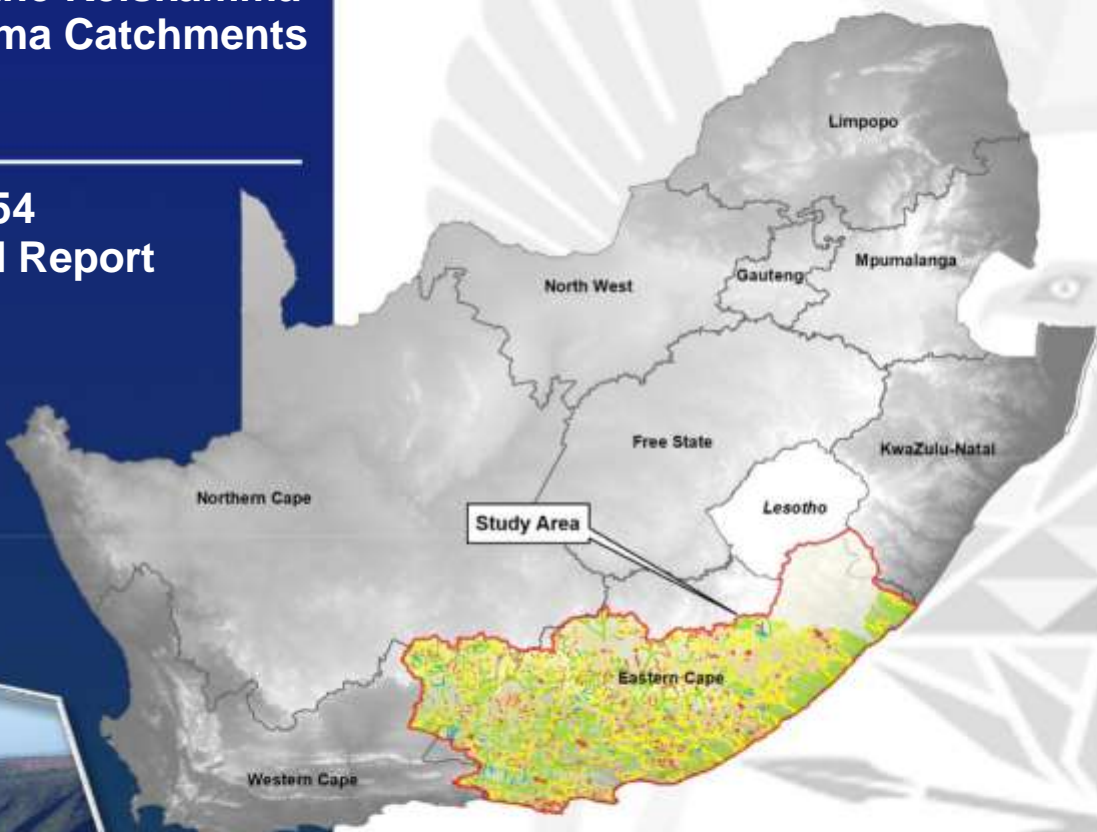 ma Catchments
54
Report
Limpopo
Mpumalanga
Gauteng
North West
Free State
KwaZulu-Natal
Northern Cape
Lesotho
Study Area
Eastern Cape
Western Cape